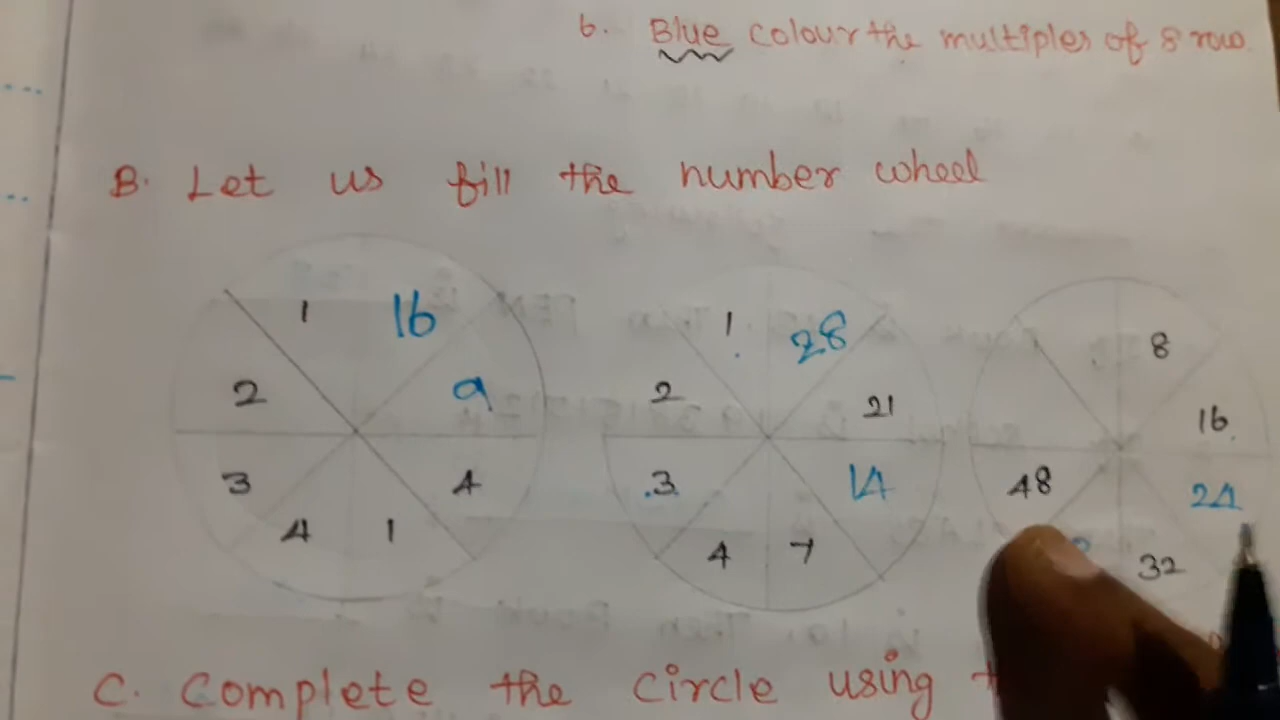 6. Blue colour the multiples of 8 row.
B. Let us fill the number wheel
1 16 2 9 3 4 4 1
1 28 2 21 3 14 4 7
8 16 48 24 32
C. Complete the circle using